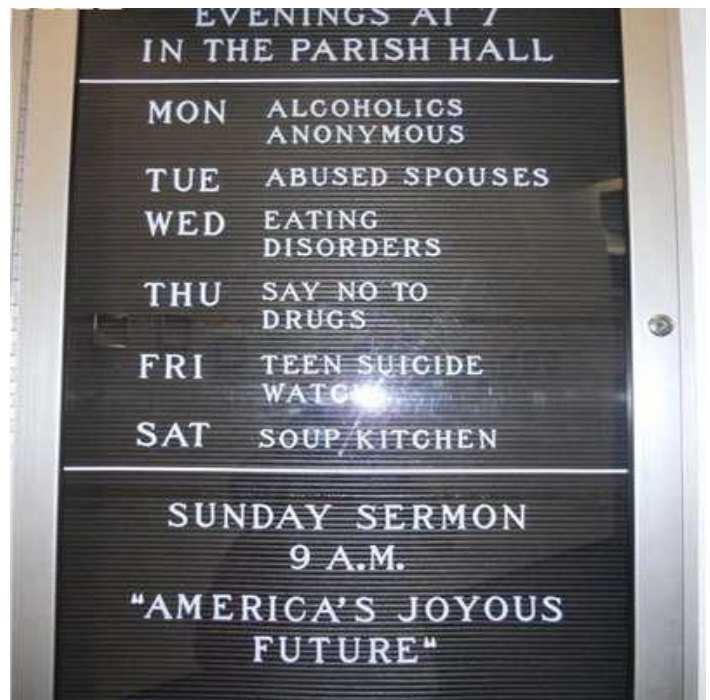 EVENINGS AT 7
IN THE PARISH HALL
MON ALCOHOLICS
ANONYMOUS
TUE ABUSED SPOUSES
WED EATING
DISORDERS
THU SAY NO TO
DRUGS
FRI TEEN SUICIDE
WATCH
SAT SOUP KITCHEN
SUNDAY SERMON
9 A.M.
"AMERICA'S JOYOUS
FUTURE"